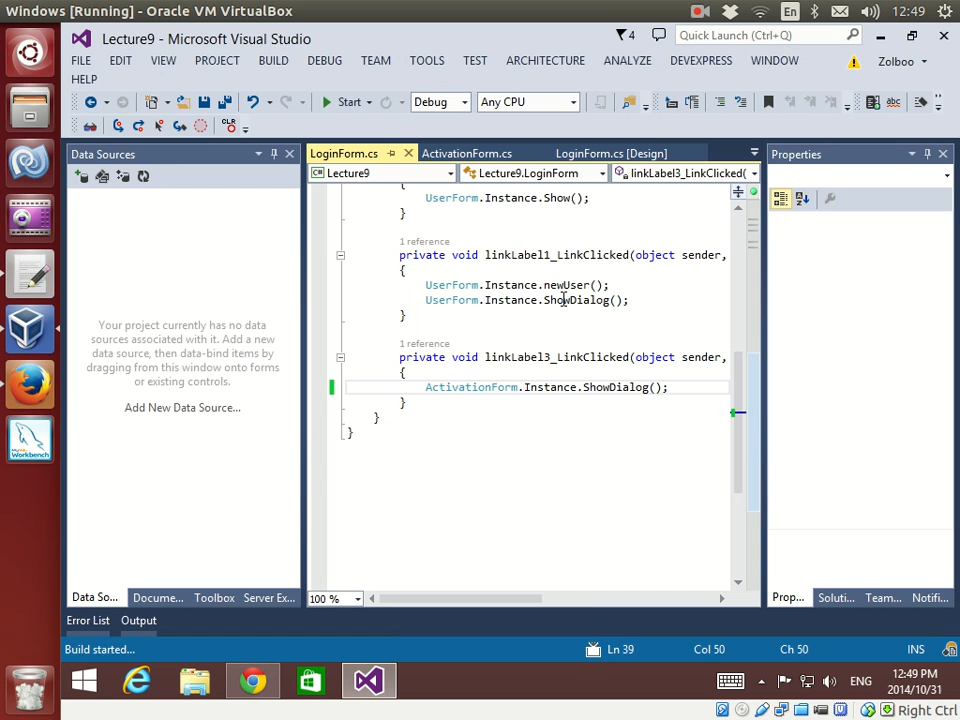 Windows [Running] - Oracle VM VirtualBox
En
12:49
Lecture9 - Microsoft Visual Studio
4
Quick Launch (Ctrl+Q)
FILE EDIT VIEW PROJECT BUILD DEBUG TEAM TOOLS TEST ARCHITECTURE ANALYZE DEVEXPRESS WINDOW
Zolboo
HELP
Start
Debug
Any CPU
abc
CLR
Data Sources
LoginForm.cs
ActivationForm.cs
LoginForm.cs [Design]
Properties
C#
Lecture9
Lecture9.LoginForm
linkLabel3_LinkClicked(
{
UserForm.Instance.Show();
}
1 reference
private void linkLabel1_LinkClicked(object sender,
{
UserForm.Instance.newUser();
UserForm.Instance.ShowDialog();
}
1 reference
private void linkLabel3_LinkClicked(object sender,
{
ActivationForm.Instance.ShowDialog();
}
}
}
Your project currently has no data
sources associated with it. Add a new
data source, then data-bind items by
dragging from this window onto forms
or existing controls.
Add New Data Source...
MySQL
Workbench
Data So...
Docume...
Toolbox
Server Ex...
100 %
Prop...
Soluti...
Team...
Notifi...
Error List
Output
Build started...
Ln 39
Col 50
Ch 50
INS
ENG
12:49 PM
2014/10/31
Right Ctrl